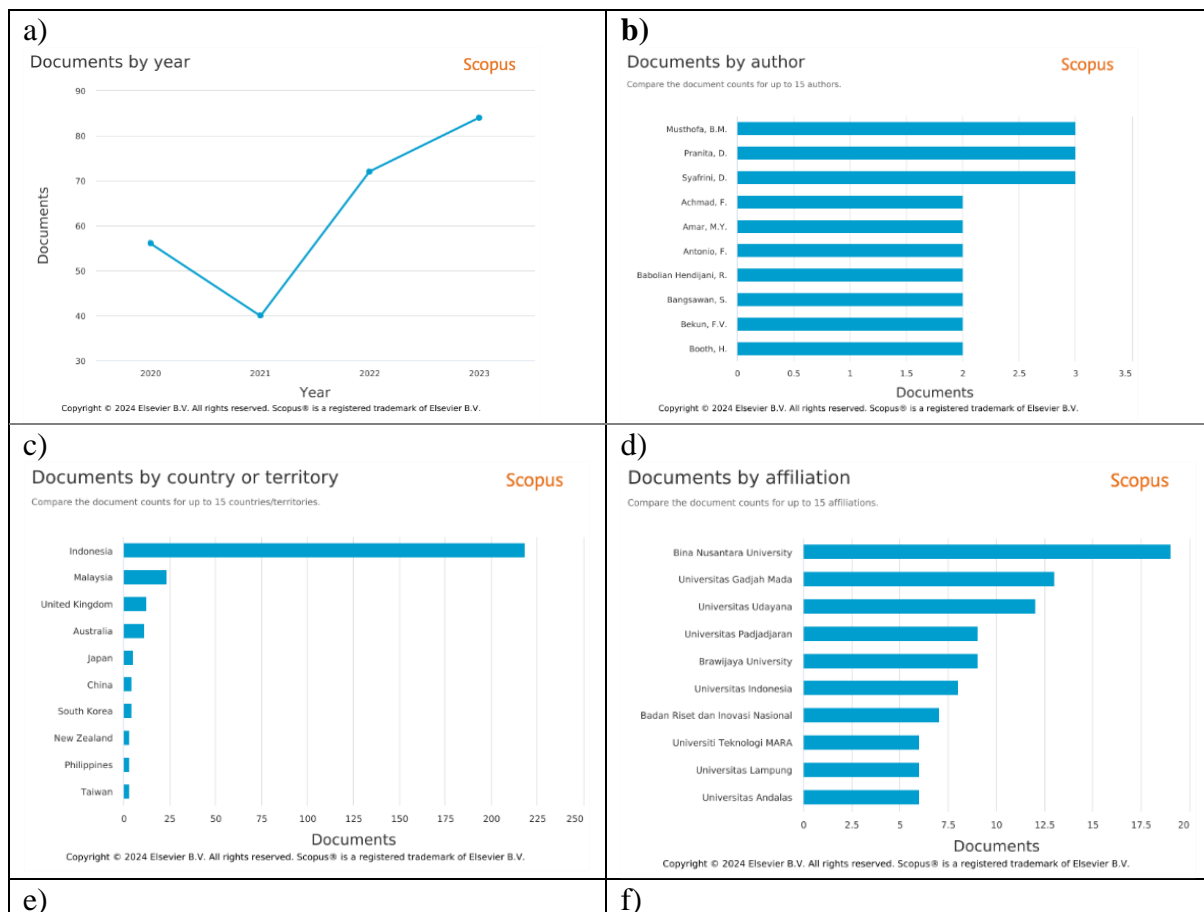 a)
Documents by year
Scopus
90
80
70
60
50
40
30
Documents
2020 2021 2022 2023
Year
Copyright © 2024 Elsevier B.V. All rights reserved. Scopus® is a registered trademark of Elsevier B.V.
b)
Documents by author
Scopus
Compare the document counts for up to 15 authors.
Musthofa, B.M.
Pranita, D.
Syafrini, D.
Achmad, F.
Amar, M.Y.
Antonio, F.
Babolian Hendijani, R.
Bangsawan, S.
Bekun, F.V.
Booth, H.
0 0.5 1 1.5 2 2.5 3 3.5
Documents
Copyright © 2024 Elsevier B.V. All rights reserved. Scopus® is a registered trademark of Elsevier B.V.
c)
Documents by country or territory
Scopus
Compare the document counts for up to 15 countries/territories.
Indonesia
Malaysia
United Kingdom
Australia
Japan
China
South Korea
New Zealand
Philippines
Taiwan
0 25 50 75 100 125 150 175 200 225 250
Documents
Copyright © 2024 Elsevier B.V. All rights reserved. Scopus® is a registered trademark of Elsevier B.V.
d)
Documents by affiliation
Scopus
Compare the document counts for up to 15 affiliations.
Bina Nusantara University
Universitas Gadjah Mada
Universitas Udayana
Universitas Padjadjaran
Brawijaya University
Universitas Indonesia
Badan Riset dan Inovasi Nasional
Universiti Teknologi MARA
Universitas Lampung
Universitas Andalas
0 2.5 5 7.5 10 12.5 15 17.5 20
Documents
Copyright © 2024 Elsevier B.V. All rights reserved. Scopus® is a registered trademark of Elsevier B.V.
e)
f)